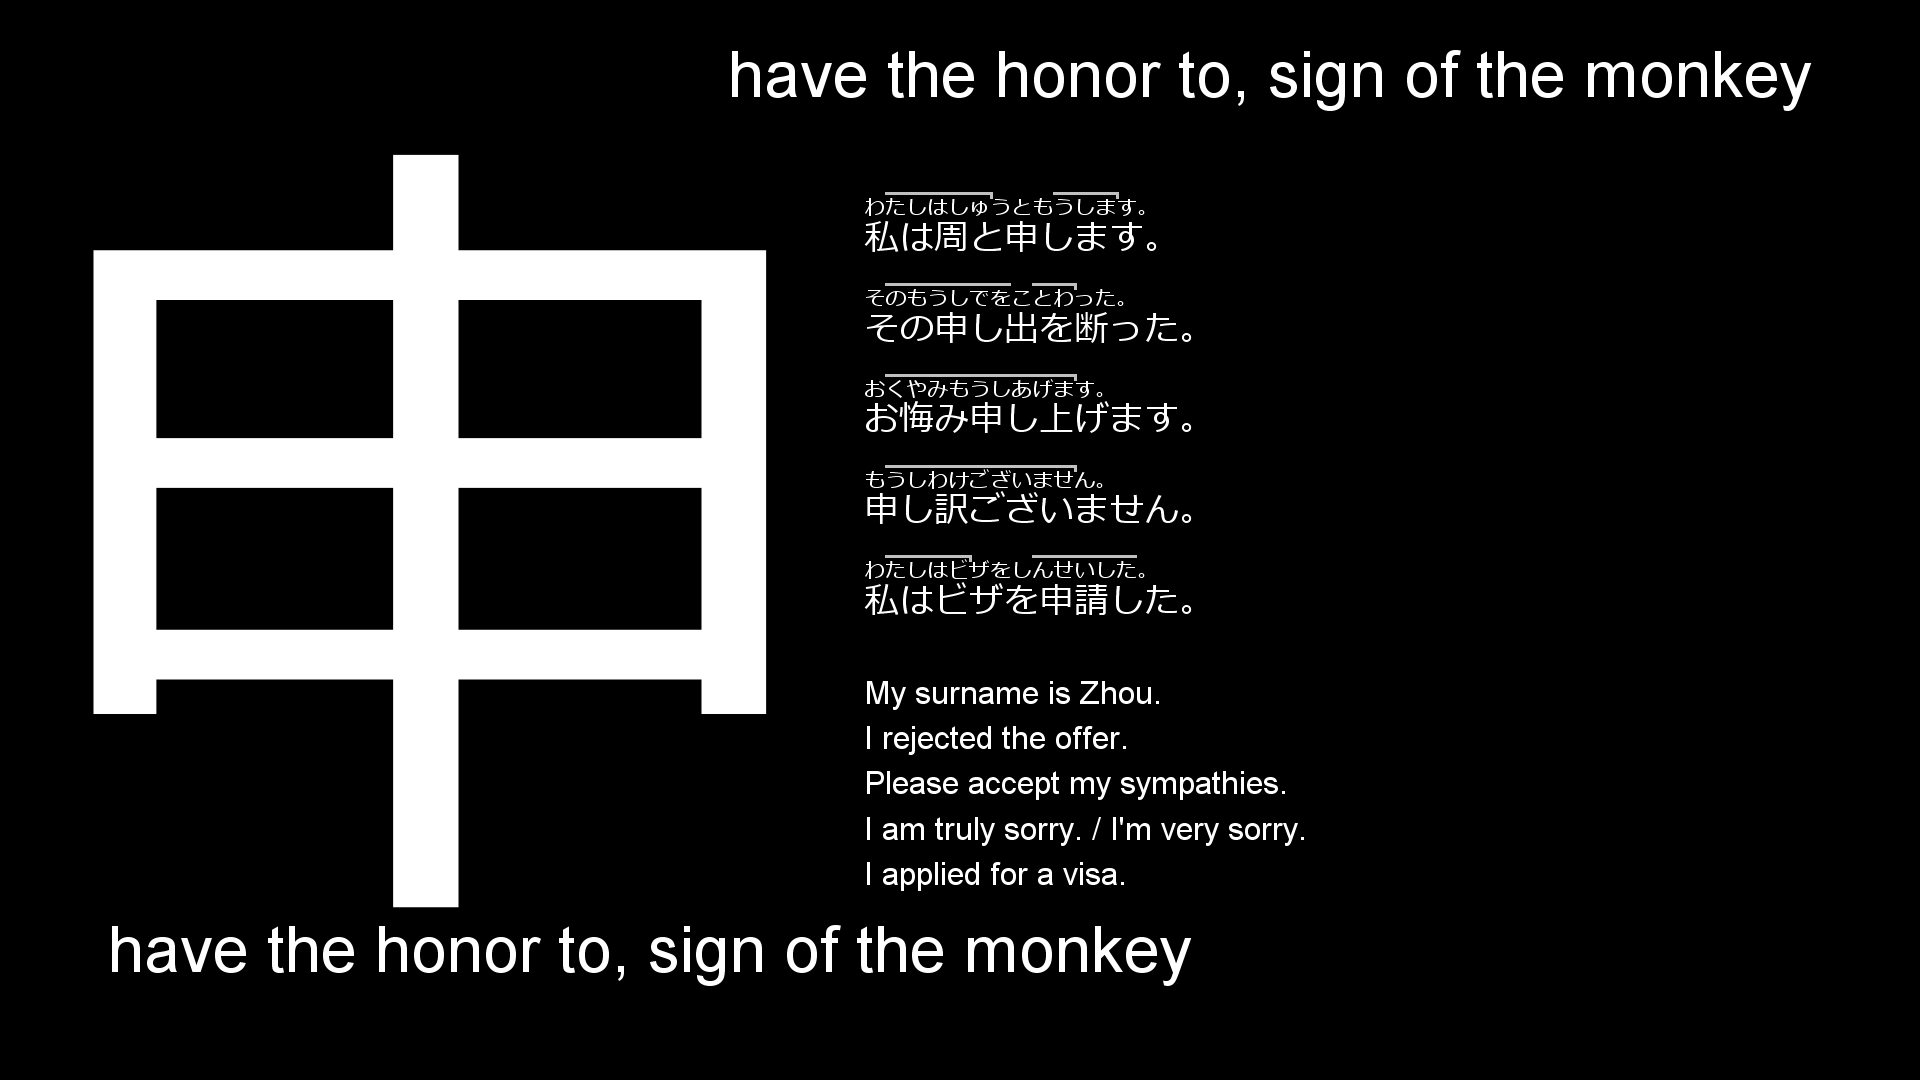 have the honor to, sign of the monkey
申
わたしはしゅうともうします。
私は周と申します。
そのもうしでをことわった。
その申し出を断った。
おくやみもうしあげます。
お悔み申し上げます。
もうしわけございません。
申し訳ございません。
わたしはビザをしんせいした。
私はビザを申請した。
My surname is Zhou.
I rejected the offer.
Please accept my sympathies.
I am truly sorry. / I'm very sorry.
I applied for a visa.
have the honor to, sign of the monkey